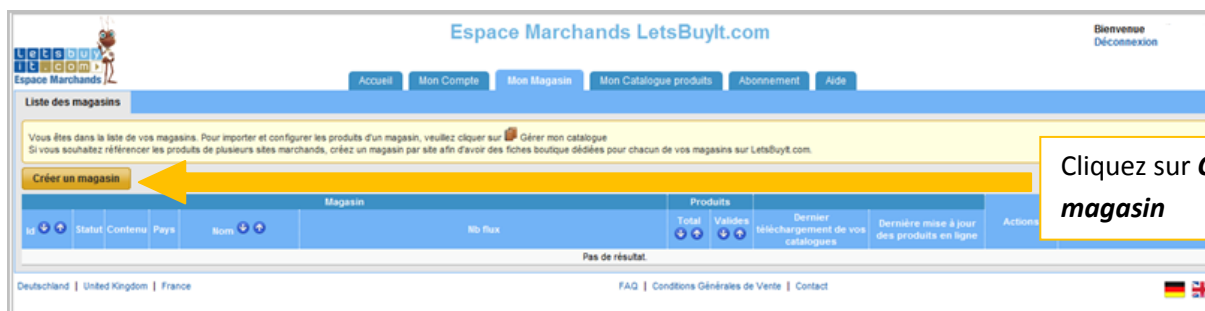 Espace Marchands LetsBuyIt.com
Bienvenue
Déconnexion
Letsbuy
it.com
Espace Marchands
Accueil Mon Compte Mon Magasin Mon Catalogue produits Abonnement Aide
Liste des magasins
Vous êtes dans la liste de vos magasins. Pour importer et configurer les produits d'un magasin, veuillez cliquer sur Gérer mon catalogue
Si vous souhaitez référencer les produits de plusieurs sites marchands, créez un magasin par site afin d'avoir des fiches boutique dédiées pour chacun de vos magasins sur LetsBuyIt.com.
Créer un magasin
Cliquez sur
magasin
Magasin Produits
Id Statut Contenu Pays Nom Nb flux Total Valides Dernier téléchargement de vos catalogues Dernière mise à jour des produits en ligne Actions
Pas de résultat.
Deutschland | United Kingdom | France FAQ | Conditions Générales de Vente | Contact